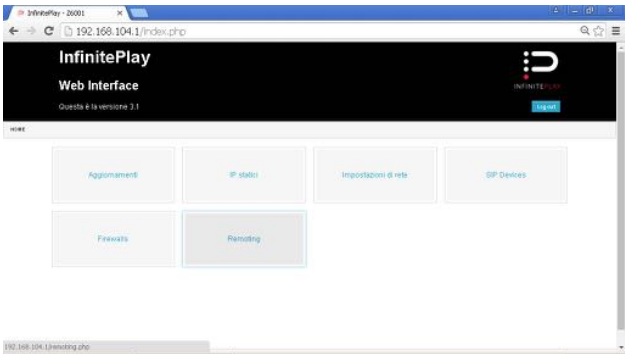 InfinitePlay - Z6001
192.168.104.1/index.php
InfinitePlay
Web Interface
Questa è la versione 3.1
INFINITEPLAY
Log out
HOME
Aggiornamenti
IP statici
Impostazioni di rete
SIP Devices
Firewalls
Remoting
192.168.104.1/remoting.php